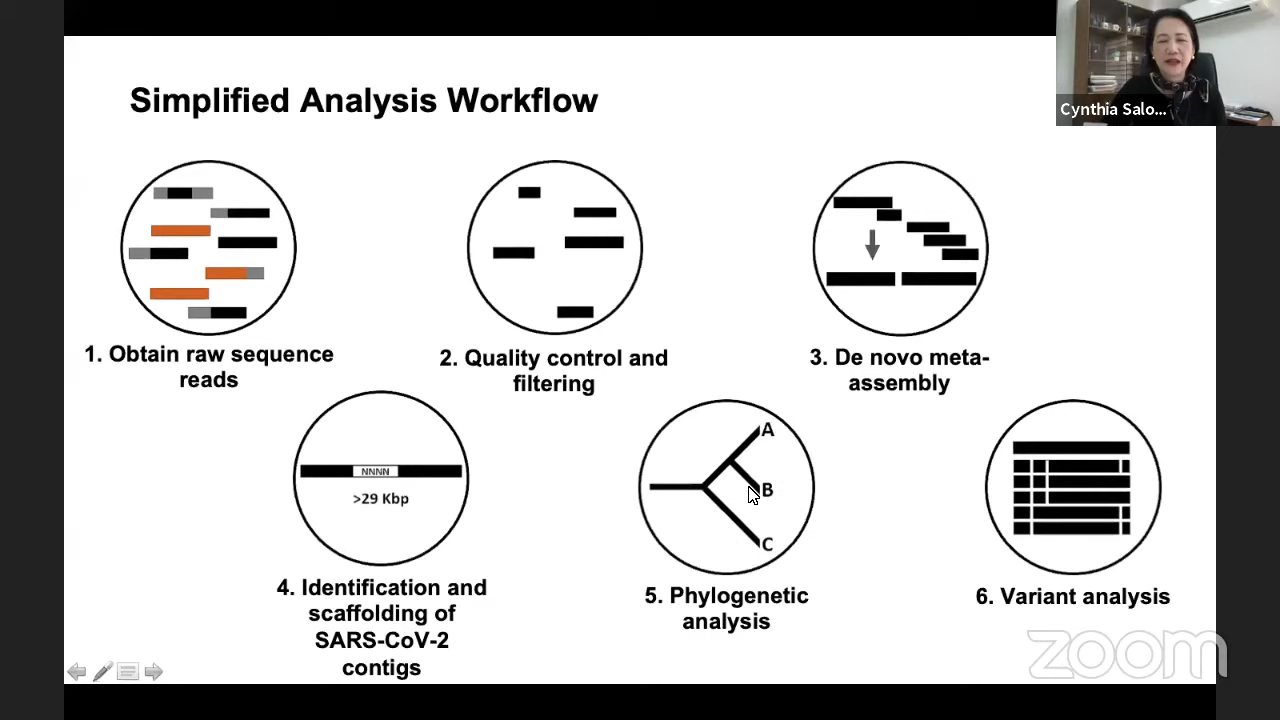 Simplified Analysis Workflow
Cynthia Salo...
1. Obtain raw sequence
reads
2. Quality control and
filtering
3. De novo meta-
assembly
NNNN
>29 Kbp
4. Identification and
scaffolding of
SARS-CoV-2
contigs
A
B
C
5. Phylogenetic
analysis
6. Variant analysis
zoom